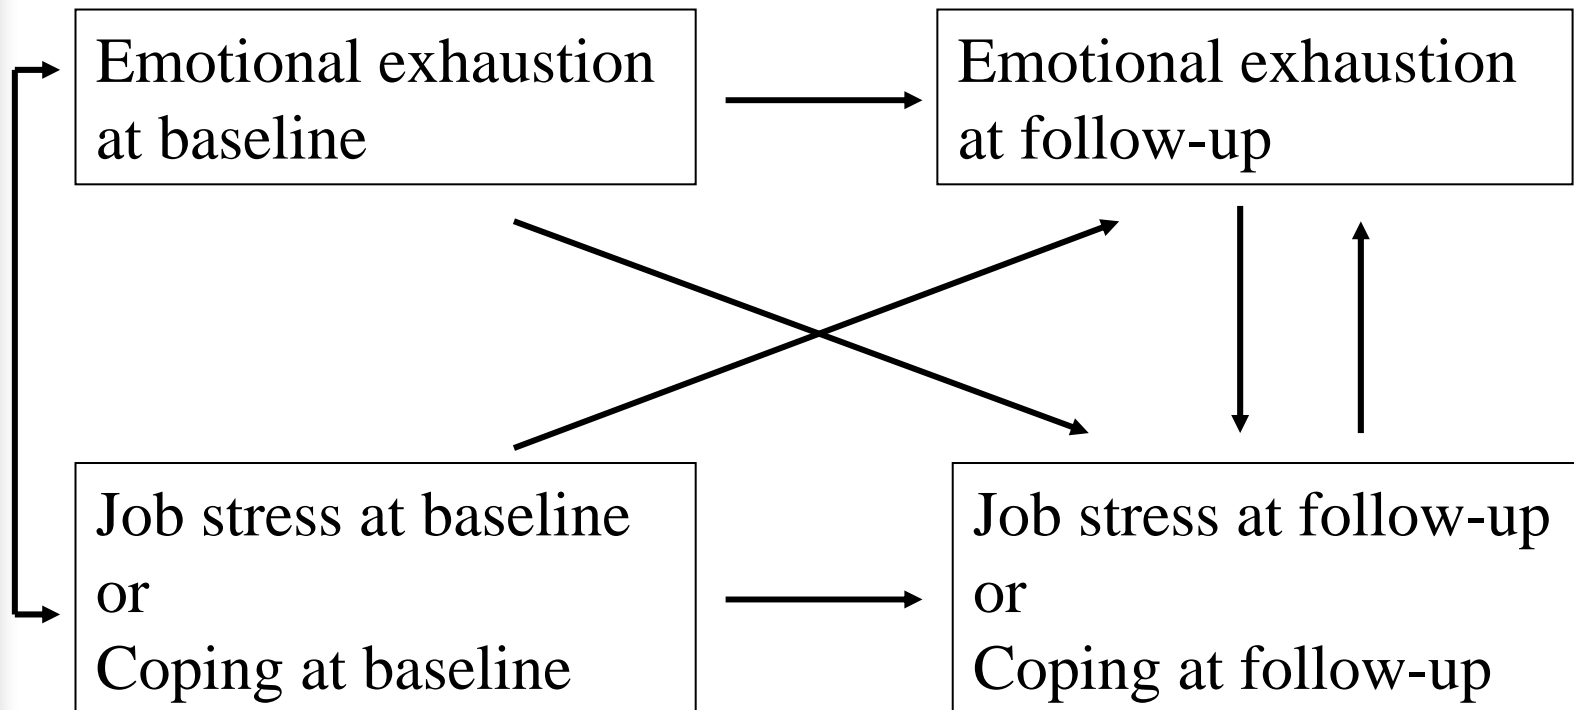 Emotional exhaustion
at baseline
Emotional exhaustion
at follow-up
Job stress at baseline
or
Coping at baseline
Job stress at follow-up
or
Coping at follow-up